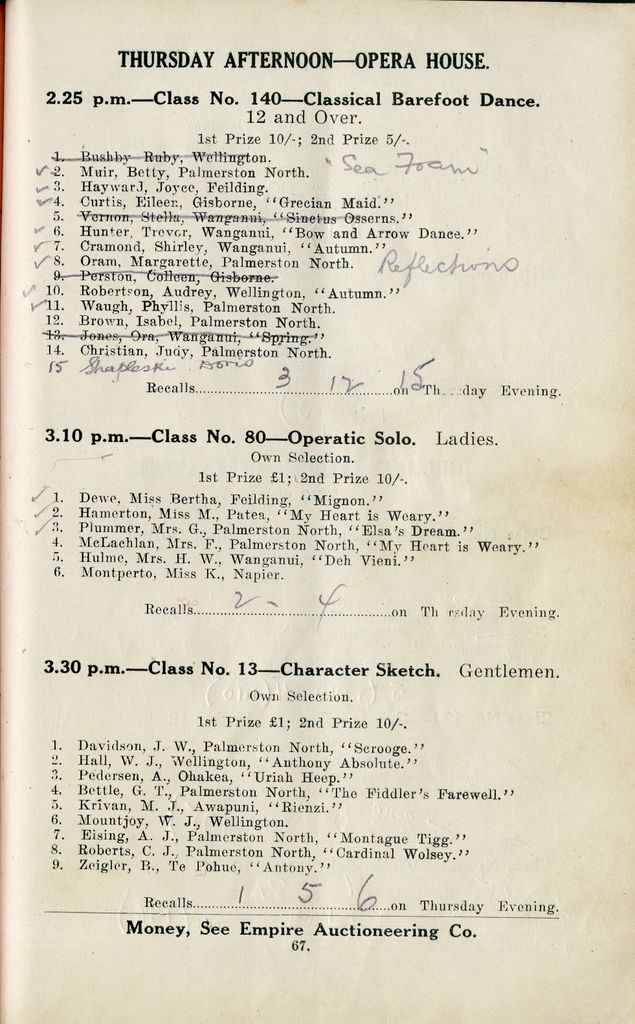 THURSDAY AFTERNOON—OPERA HOUSE.
2.25 p.m.—Class No. 140—Classical Barefoot Dance.
12 and Over.
1st Prize 10/-; 2nd Prize 5/-.
1. Bushby Ruby, Wellington.
2. Muir, Betty, Palmerston North. "Sea Foam"
3. Hayward, Joyce, Feilding.
4. Curtis, Eileen, Gisborne, "Grecian Maid."
5. Vernon, Stella, Wanganui, "Sinctus Osserns."
6. Hunter, Trevor, Wanganui, "Bow and Arrow Dance."
7. Cramond, Shirley, Wanganui, "Autumn."
8. Oram, Margarette, Palmerston North. Reflections
9. Perston, Colleen, Gisborne.
10. Robertson, Audrey, Wellington, "Autumn."
11. Waugh, Phyllis, Palmerston North.
12. Brown, Isabel, Palmerston North.
13. Jones, Ora, Wanganui, "Spring."
14. Christian, Judy, Palmerston North.
15 Shapleski Doris
Recalls 3 12 15 on Th day Evening.
3.10 p.m.—Class No. 80—Operatic Solo. Ladies.
Own Selection.
1st Prize £1; 2nd Prize 10/-.
1. Dewe, Miss Bertha, Feilding, "Mignon."
2. Hamerton, Miss M., Patea, "My Heart is Weary."
3. Plummer, Mrs. G., Palmerston North, "Elsa's Dream."
4. McLachlan, Mrs. F., Palmerston North, "My Heart is Weary."
5. Hulme, Mrs. H. W., Wanganui, "Deh Vieni."
6. Montperto, Miss K., Napier.
Recalls 2 - 4 on Th rsday Evening.
3.30 p.m.—Class No. 13—Character Sketch. Gentlemen.
Own Selection.
1st Prize £1; 2nd Prize 10/-.
1. Davidson, J. W., Palmerston North, "Scrooge."
2. Hall, W. J., Wellington, "Anthony Absolute."
3. Pedersen, A., Ohakea, "Uriah Heep."
4. Bettle, G. T., Palmerston North, "The Fiddler's Farewell."
5. Krivan, M. J., Awapuni, "Rienzi."
6. Mountjoy, W. J., Wellington.
7. Eising, A. J., Palmerston North, "Montague Tigg."
8. Roberts, C. J., Palmerston North, "Cardinal Wolsey."
9. Zeigler, B., Te Pohue, "Antony."
Recalls 1 5 6 on Thursday Evening.
Money, See Empire Auctioneering Co.
67.